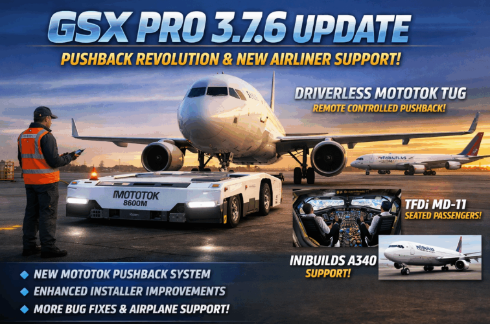 GSX PRO 3.7.6 UPDATE
PUSHBACK REVOLUTION & NEW AIRLINER SUPPORT!
DRIVERLESS MOTOTOK TUG
REMOTE CONTROLLED PUSHBACK!
MOTOTOK
8600M
TFDi MD-11
SEATED PASSENGERS!
INIBUILDS A340
SUPPORT!
◆ NEW MOTOTOK PUSHBACK SYSTEM
◆ ENHANCED INSTALLER IMPROVEMENTS
◆ MORE BUG FIXES & AIRPLANE SUPPORT!